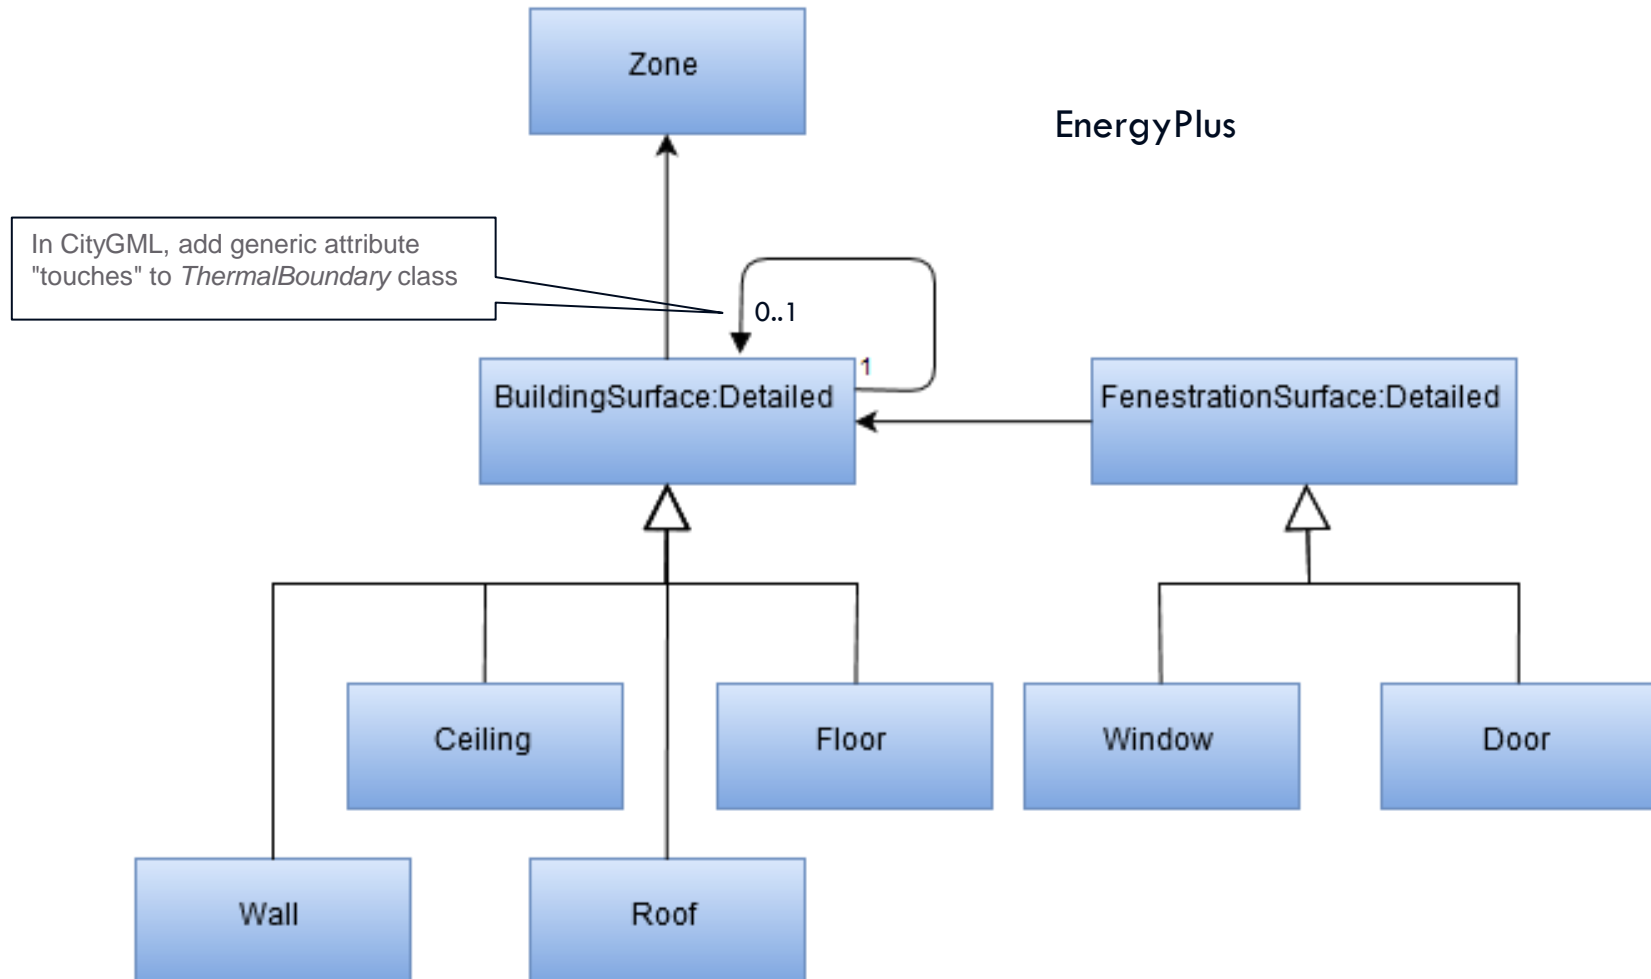 Zone
EnergyPlus
In CityGML, add generic attribute
"touches" to ThermalBoundary class
0..1
1
BuildingSurface:Detailed
FenestrationSurface:Detailed
Ceiling
Floor
Window
Door
Wall
Roof